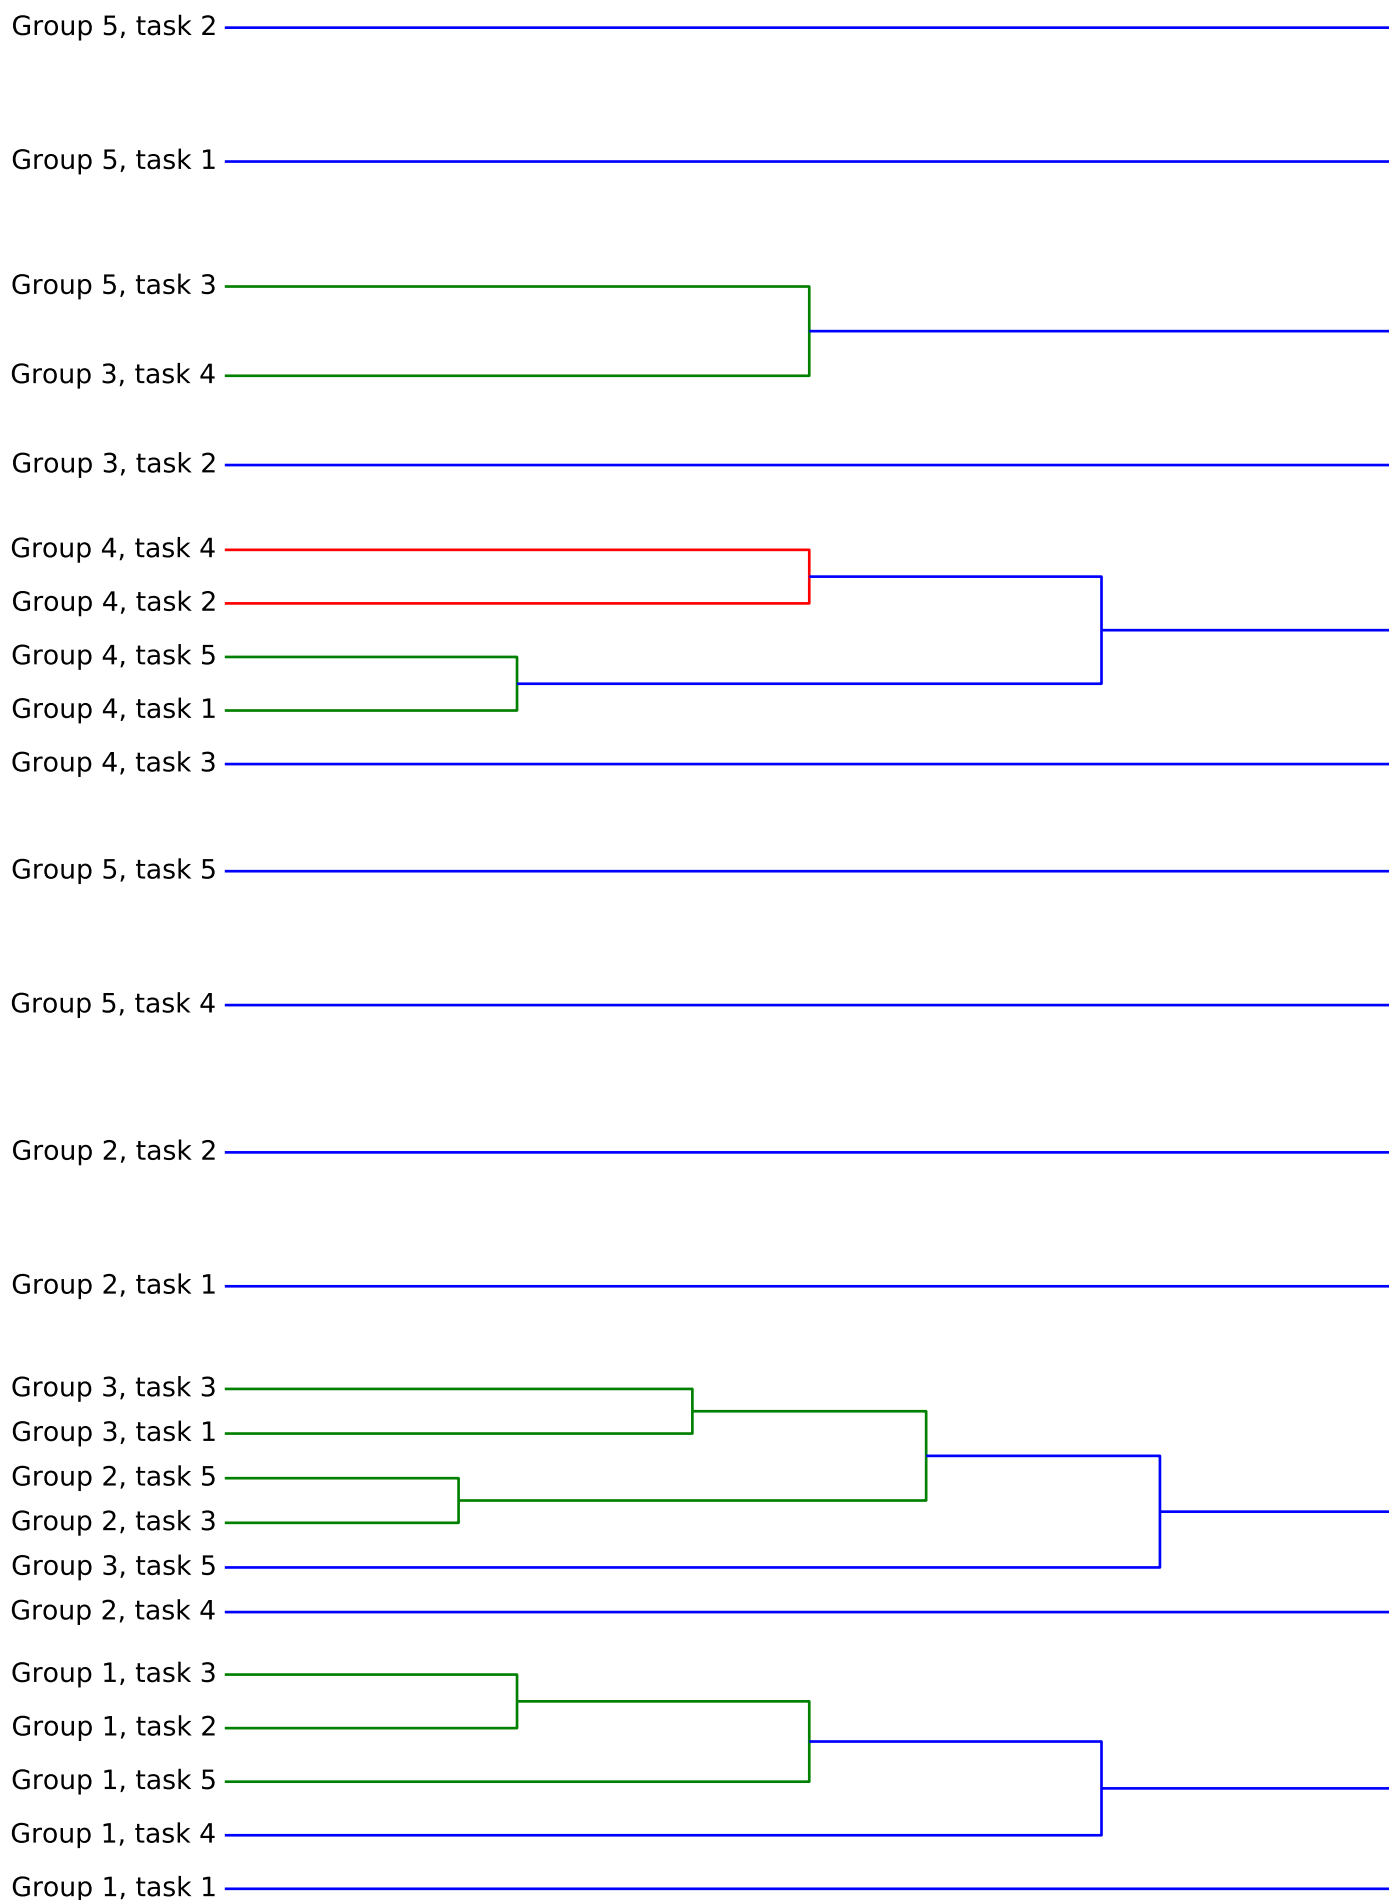 Group 5, task 2
Group 5, task 1
Group 5, task 3
Group 3, task 4
Group 3, task 2
Group 4, task 4
Group 4, task 2
Group 4, task 5
Group 4, task 1
Group 4, task 3
Group 5, task 5
Group 5, task 4
Group 2, task 2
Group 2, task 1
Group 3, task 3
Group 3, task 1
Group 2, task 5
Group 2, task 3
Group 3, task 5
Group 2, task 4
Group 1, task 3
Group 1, task 2
Group 1, task 5
Group 1, task 4
Group 1, task 1